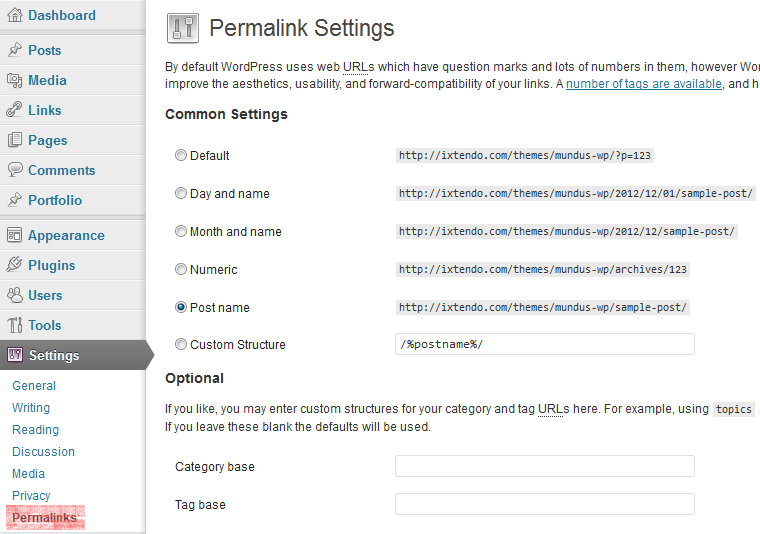 Dashboard
Posts
Media
Links
Pages
Comments
Portfolio
Appearance
Plugins
Users
Tools
Settings
General
Writing
Reading
Discussion
Media
Privacy
Permalinks
Permalink Settings
By default WordPress uses web URLs which have question marks and lots of numbers in them, however Wor
improve the aesthetics, usability, and forward-compatibility of your links. A number of tags are available, and h
Common Settings
Default http://ixtendo.com/themes/mundus-wp/?p=123
Day and name http://ixtendo.com/themes/mundus-wp/2012/12/01/sample-post/
Month and name http://ixtendo.com/themes/mundus-wp/2012/12/sample-post/
Numeric http://ixtendo.com/themes/mundus-wp/archives/123
Post name http://ixtendo.com/themes/mundus-wp/sample-post/
Custom Structure /%postname%/
Optional
If you like, you may enter custom structures for your category and tag URLs here. For example, using topics
If you leave these blank the defaults will be used.
Category base
Tag base